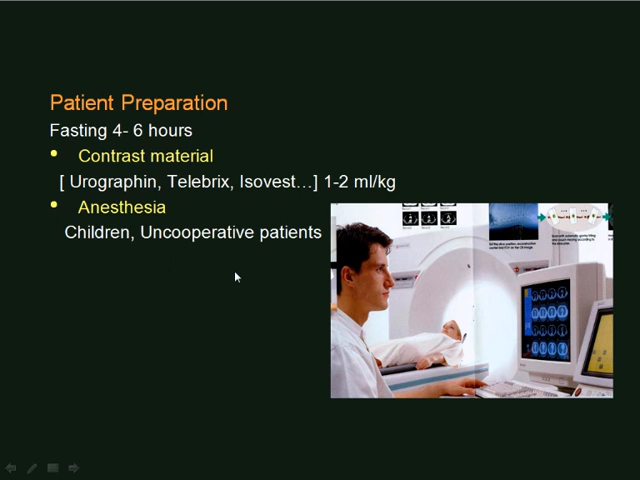 Patient Preparation
Fasting 4- 6 hours
• Contrast material
[ Urographin, Telebrix, Isovest…] 1-2 ml/kg
• Anesthesia
Children, Uncooperative patients